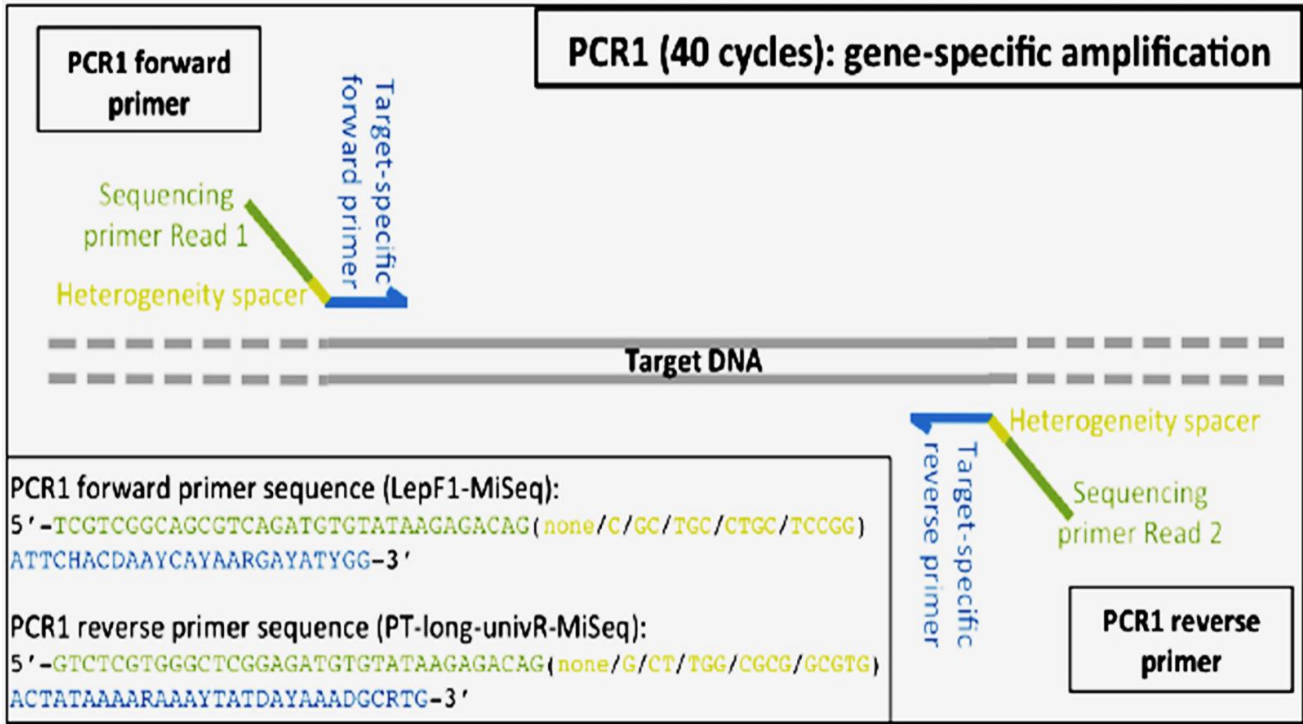 PCR1 forward
primer
PCR1 (40 cycles): gene-specific amplification
Target-specific
forward primer
Sequencing
primer Read 1
Heterogeneity spacer
Target DNA
Heterogeneity spacer
Target-specific
reverse primer
Sequencing
primer Read 2
PCR1 reverse
primer
PCR1 forward primer sequence (LepF1-MiSeq):
5′-TCGTCGGCAGCGTCAGATGTGTATAAGAGACAG(none/C/GC/TGC/CTGC/TCCGG)
ATTCHACDAAYCAYAARGAYATYGG-3′
PCR1 reverse primer sequence (PT-long-univR-MiSeq):
5′-GTCTCGTGGGCTCGGAGATGTGTATAAGAGACAG(none/G/CT/TGG/CGCG/GCGTG)
ACTATAAAARAAAYTATDAYAAADGCRTG-3′